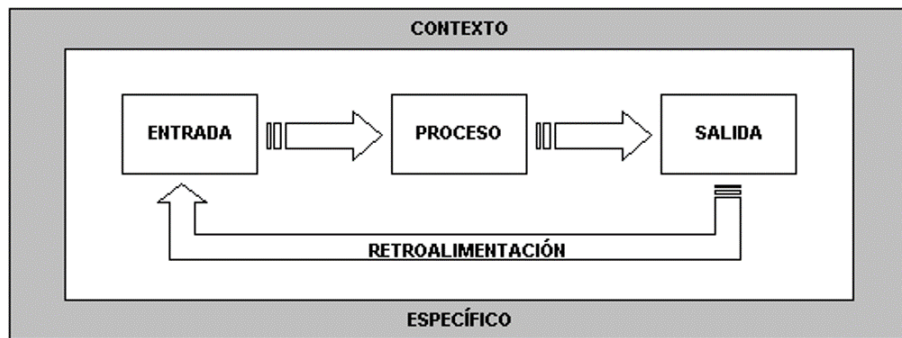 CONTEXTO
ENTRADA
PROCESO
SALIDA
RETROALIMENTACIÓN
ESPECÍFICO